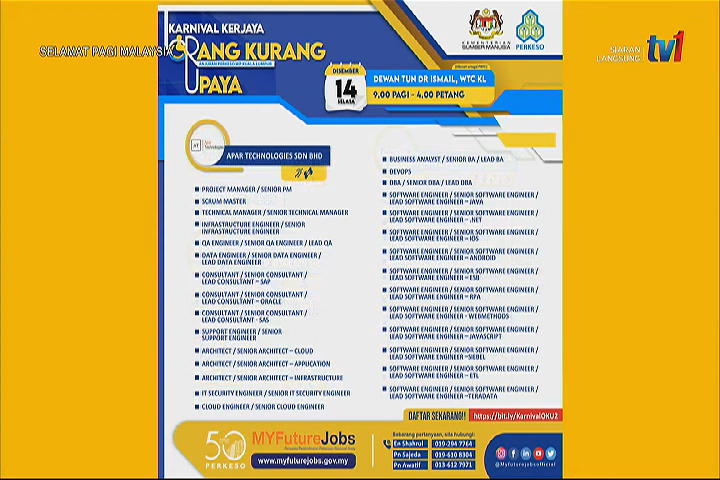 KARNIVAL KERJAYA
SELAMAT PAGI MALAYSIA
ORANG KURANG
ANJURAN PERKESO WP KUALA LUMPUR
UPAYA
KEMENTERIAN
SUMBER MANUSIA
PERKESO
SIARAN
LANGSUNG
tv1
DISEMBER
14
SELASA
DEWAN TUN DR ISMAIL, WTC KL
9.00 PAGI - 4.00 PETANG
APAR TECHNOLOGIES SDN BHD
PROJECT MANAGER / SENIOR PM
SCRUM MASTER
TECHNICAL MANAGER / SENIOR TECHNICAL MANAGER
INFRASTRUCTURE ENGINEER / SENIOR
INFRASTRUCTURE ENGINEER
QA ENGINEER / SENIOR QA ENGINEER / LEAD QA
DATA ENGINEER / SENIOR DATA ENGINEER /
LEAD DATA ENGINEER
CONSULTANT / SENIOR CONSULTANT /
LEAD CONSULTANT – SAP
CONSULTANT / SENIOR CONSULTANT /
LEAD CONSULTANT – ORACLE
CONSULTANT / SENIOR CONSULTANT /
LEAD CONSULTANT - SAS
SUPPORT ENGINEER / SENIOR
SUPPORT ENGINEER
ARCHITECT / SENIOR ARCHITECT – CLOUD
ARCHITECT / SENIOR ARCHITECT – APPLICATION
ARCHITECT / SENIOR ARCHITECT – INFRASTRUCTURE
IT SECURITY ENGINEER / SENIOR IT SECURITY ENGINEER
CLOUD ENGINEER / SENIOR CLOUD ENGINEER
BUSINESS ANALYST / SENIOR BA / LEAD BA
DEVOPS
DBA / SENIOR DBA / LEAD DBA
SOFTWARE ENGINEER / SENIOR SOFTWARE ENGINEER /
LEAD SOFTWARE ENGINEER – JAVA
SOFTWARE ENGINEER / SENIOR SOFTWARE ENGINEER /
LEAD SOFTWARE ENGINEER – .NET
SOFTWARE ENGINEER / SENIOR SOFTWARE ENGINEER /
LEAD SOFTWARE ENGINEER – IOS
SOFTWARE ENGINEER / SENIOR SOFTWARE ENGINEER /
LEAD SOFTWARE ENGINEER – ANDROID
SOFTWARE ENGINEER / SENIOR SOFTWARE ENGINEER /
LEAD SOFTWARE ENGINEER – ESB
SOFTWARE ENGINEER / SENIOR SOFTWARE ENGINEER /
LEAD SOFTWARE ENGINEER – RPA
SOFTWARE ENGINEER / SENIOR SOFTWARE ENGINEER /
LEAD SOFTWARE ENGINEER - WEBMETHODS
SOFTWARE ENGINEER / SENIOR SOFTWARE ENGINEER /
LEAD SOFTWARE ENGINEER – JAVASCRIPT
SOFTWARE ENGINEER / SENIOR SOFTWARE ENGINEER /
LEAD SOFTWARE ENGINEER –SIEBEL
SOFTWARE ENGINEER / SENIOR SOFTWARE ENGINEER /
LEAD SOFTWARE ENGINEER – ETL
SOFTWARE ENGINEER / SENIOR SOFTWARE ENGINEER /
LEAD SOFTWARE ENGINEER –TERADATA
DAFTAR SEKARANG!! https://bit.ly/KarnivalOKU2
50
PERKESO
MYFutureJobs
www.myfuturejobs.gov.my
Sebarang pertanyaan, sila hubungi:
En Shahrul 019-294 7764
Pn Sajeda 019-610 8304
Pn Awatif 013-612 7971
@Myfuturejobsofficial